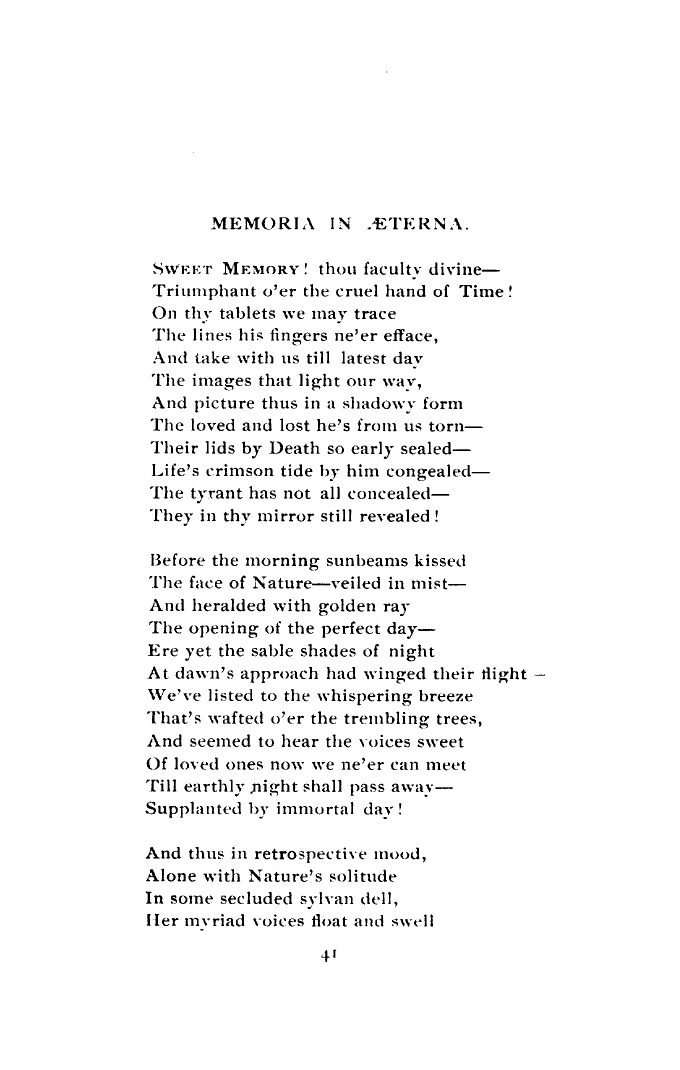 MEMORIA IN ÆTERNA.
SWEET MEMORY! thou faculty divine—
Triumphant o'er the cruel hand of Time!
On thy tablets we may trace
The lines his fingers ne'er efface,
And take with us till latest day
The images that light our way,
And picture thus in a shadowy form
The loved and lost he's from us torn—
Their lids by Death so early sealed—
Life's crimson tide by him congealed—
The tyrant has not all concealed—
They in thy mirror still revealed!
Before the morning sunbeams kissed
The face of Nature—veiled in mist—
And heralded with golden ray
The opening of the perfect day—
Ere yet the sable shades of night
At dawn's approach had winged their flight —
We've listed to the whispering breeze
That's wafted o'er the trembling trees,
And seemed to hear the voices sweet
Of loved ones now we ne'er can meet
Till earthly night shall pass away—
Supplanted by immortal day!
And thus in retrospective mood,
Alone with Nature's solitude
In some secluded sylvan dell,
Her myriad voices float and swell
41